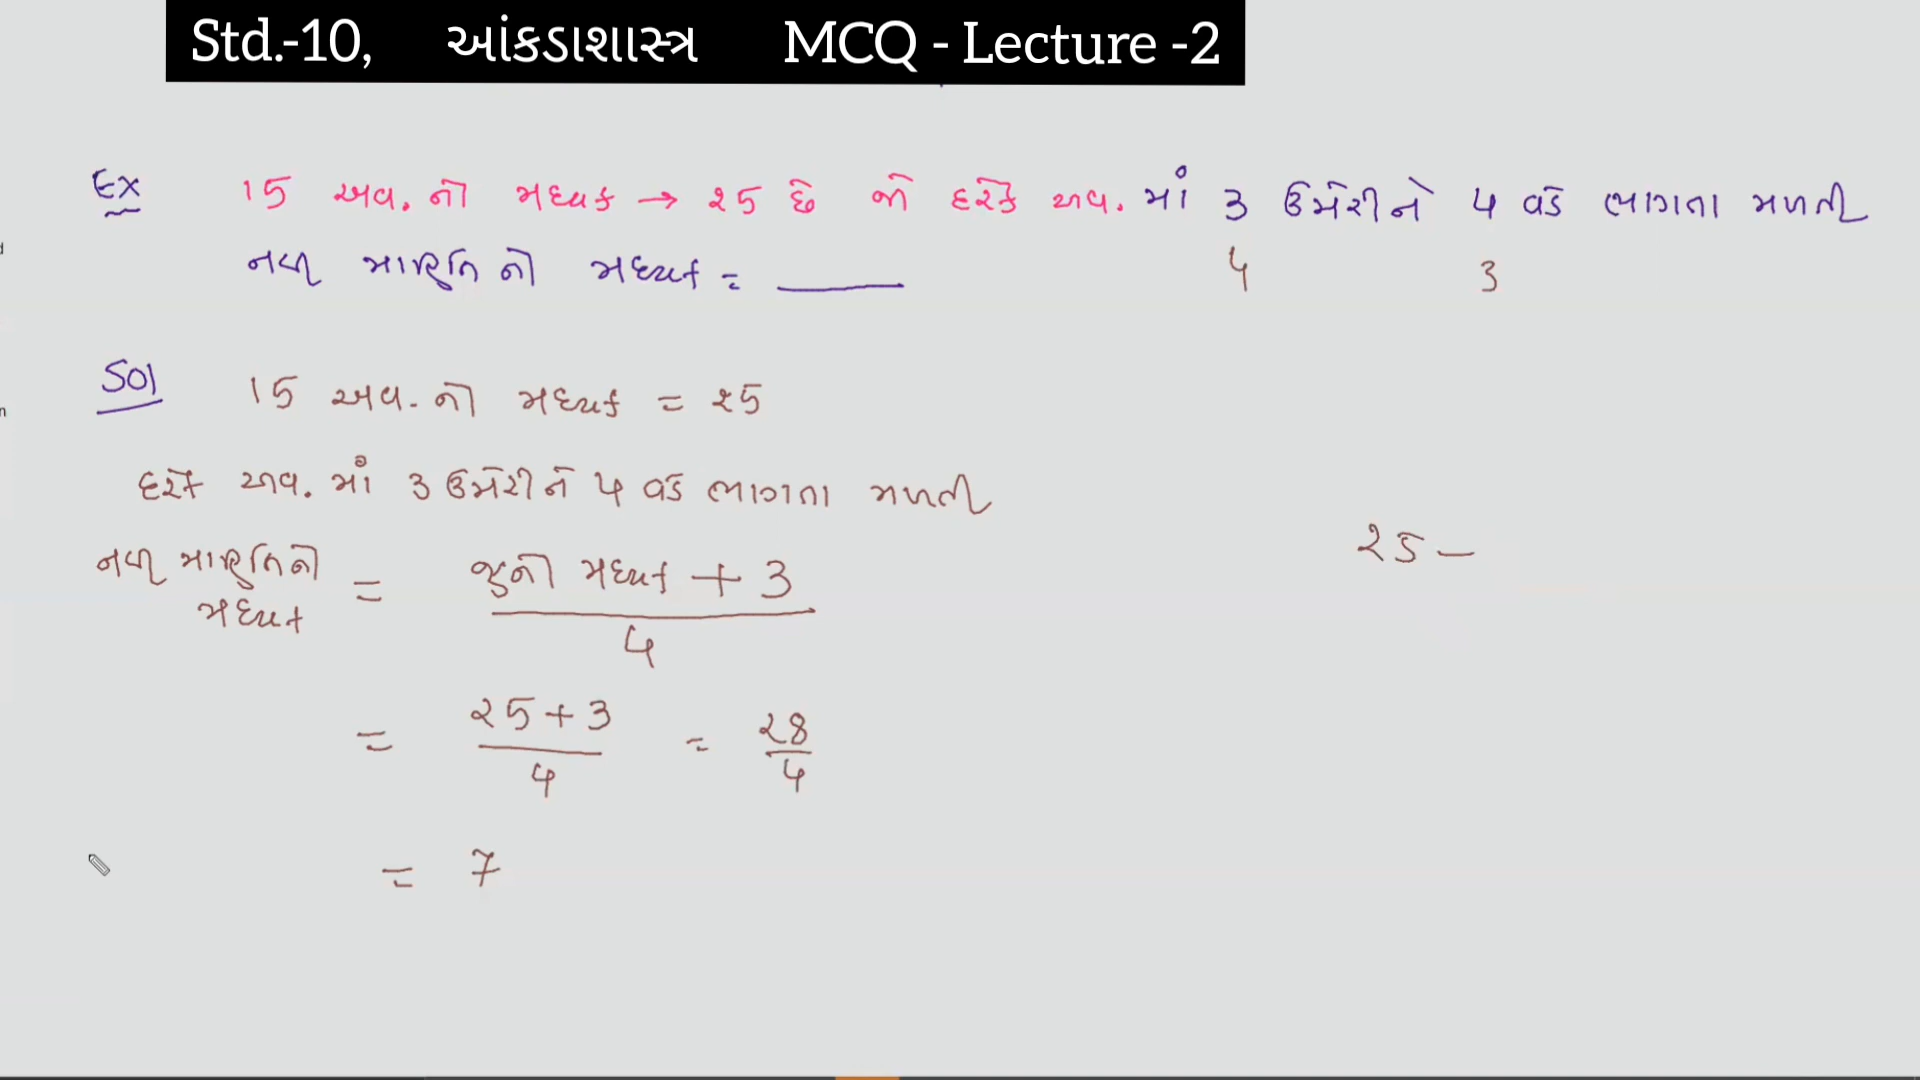 Std.-10, આંકડાશાસ્ત્ર MCQ - Lecture -2
Ex 15 અવ. નો મધ્યક → 25 છે જો દરેક અવ. માં 3 ઉમેરીને 4 વડે ભાગતા મળતી
નવી માહિતિ નો મધ્યક = ____ 4 3
Sol 15 અવ. નો મધ્યક = 25
દરેક અવ. માં 3 ઉમેરીને 4 વડે ભાગતા મળતી
નવી માહિતિનો મધ્યક = જુનો મધ્યક + 3
4
25 –
= 25 + 3 = 28
4 4
= 7